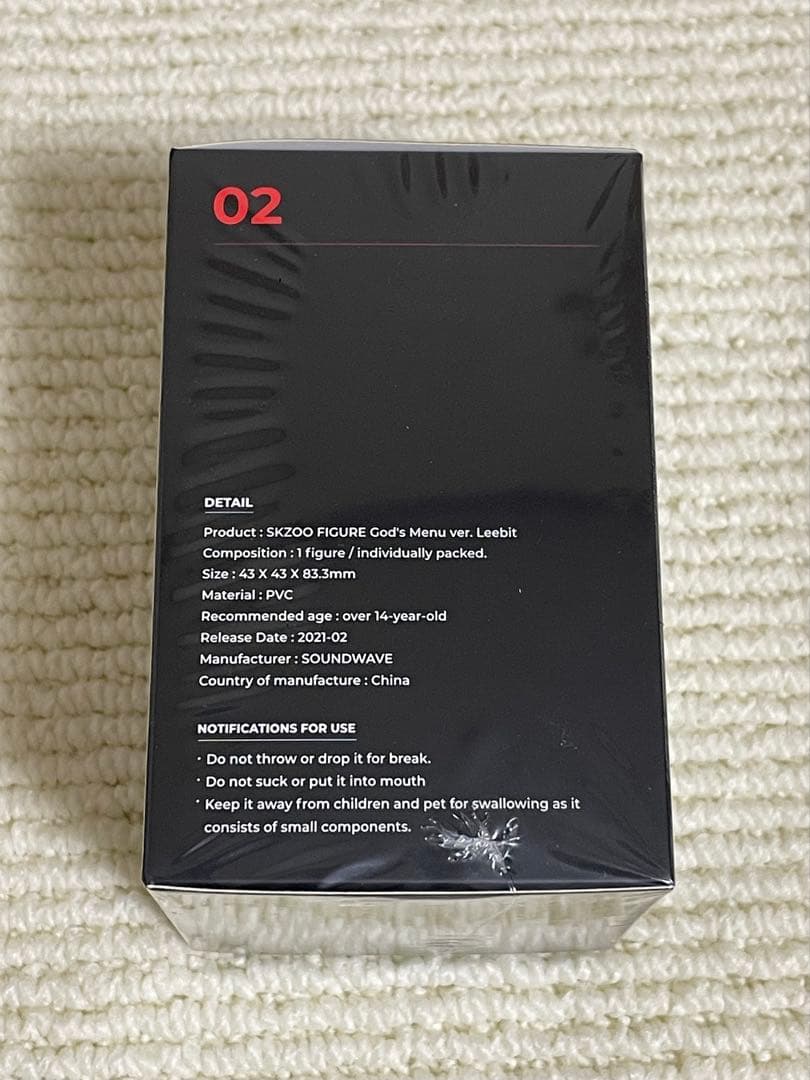 02
DETAIL
Product : SKZOO FIGURE God's Menu ver. Leebit
Composition : 1 figure / individually packed.
Size : 43 X 43 X 83.3mm
Material : PVC
Recommended age : over 14-year-old
Release Date : 2021-02
Manufacturer : SOUNDWAVE
Country of manufacture : China
NOTIFICATIONS FOR USE
· Do not throw or drop it for break.
· Do not suck or put it into mouth
· Keep it away from children and pet for swallowing as it
consists of small components.